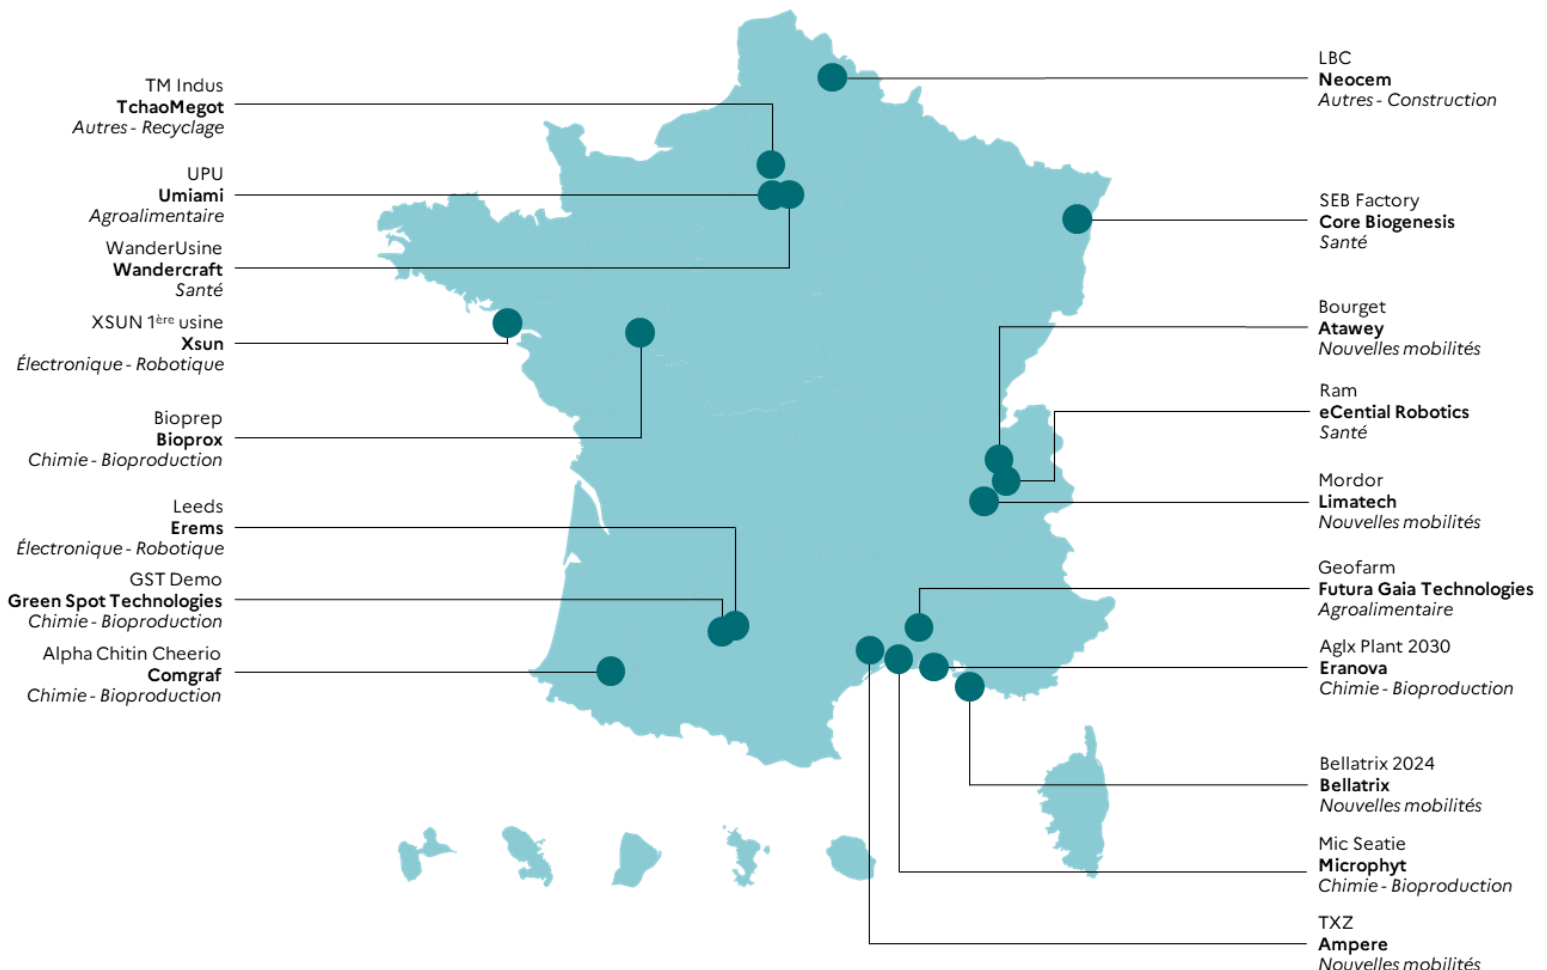 TM Indus
TchaoMegot
Autres - Recyclage
UPU
Umiami
Agroalimentaire
WanderUsine
Wandercraft
Santé
XSUN 1ère usine
Xsun
Électronique - Robotique
Bioprep
Bioprox
Chimie - Bioproduction
Leeds
Erems
Électronique - Robotique
GST Demo
Green Spot Technologies
Chimie - Bioproduction
Alpha Chitin Cheerio
Comgraf
Chimie - Bioproduction
LBC
Neocem
Autres - Construction
SEB Factory
Core Biogenesis
Santé
Bourget
Atawey
Nouvelles mobilités
Ram
eCential Robotics
Santé
Mordor
Limatech
Nouvelles mobilités
Geofarm
Futura Gaia Technologies
Agroalimentaire
Aglx Plant 2030
Eranova
Chimie - Bioproduction
Bellatrix 2024
Bellatrix
Nouvelles mobilités
Mic Seatie
Microphyt
Chimie - Bioproduction
TXZ
Ampere
Nouvelles mobilités